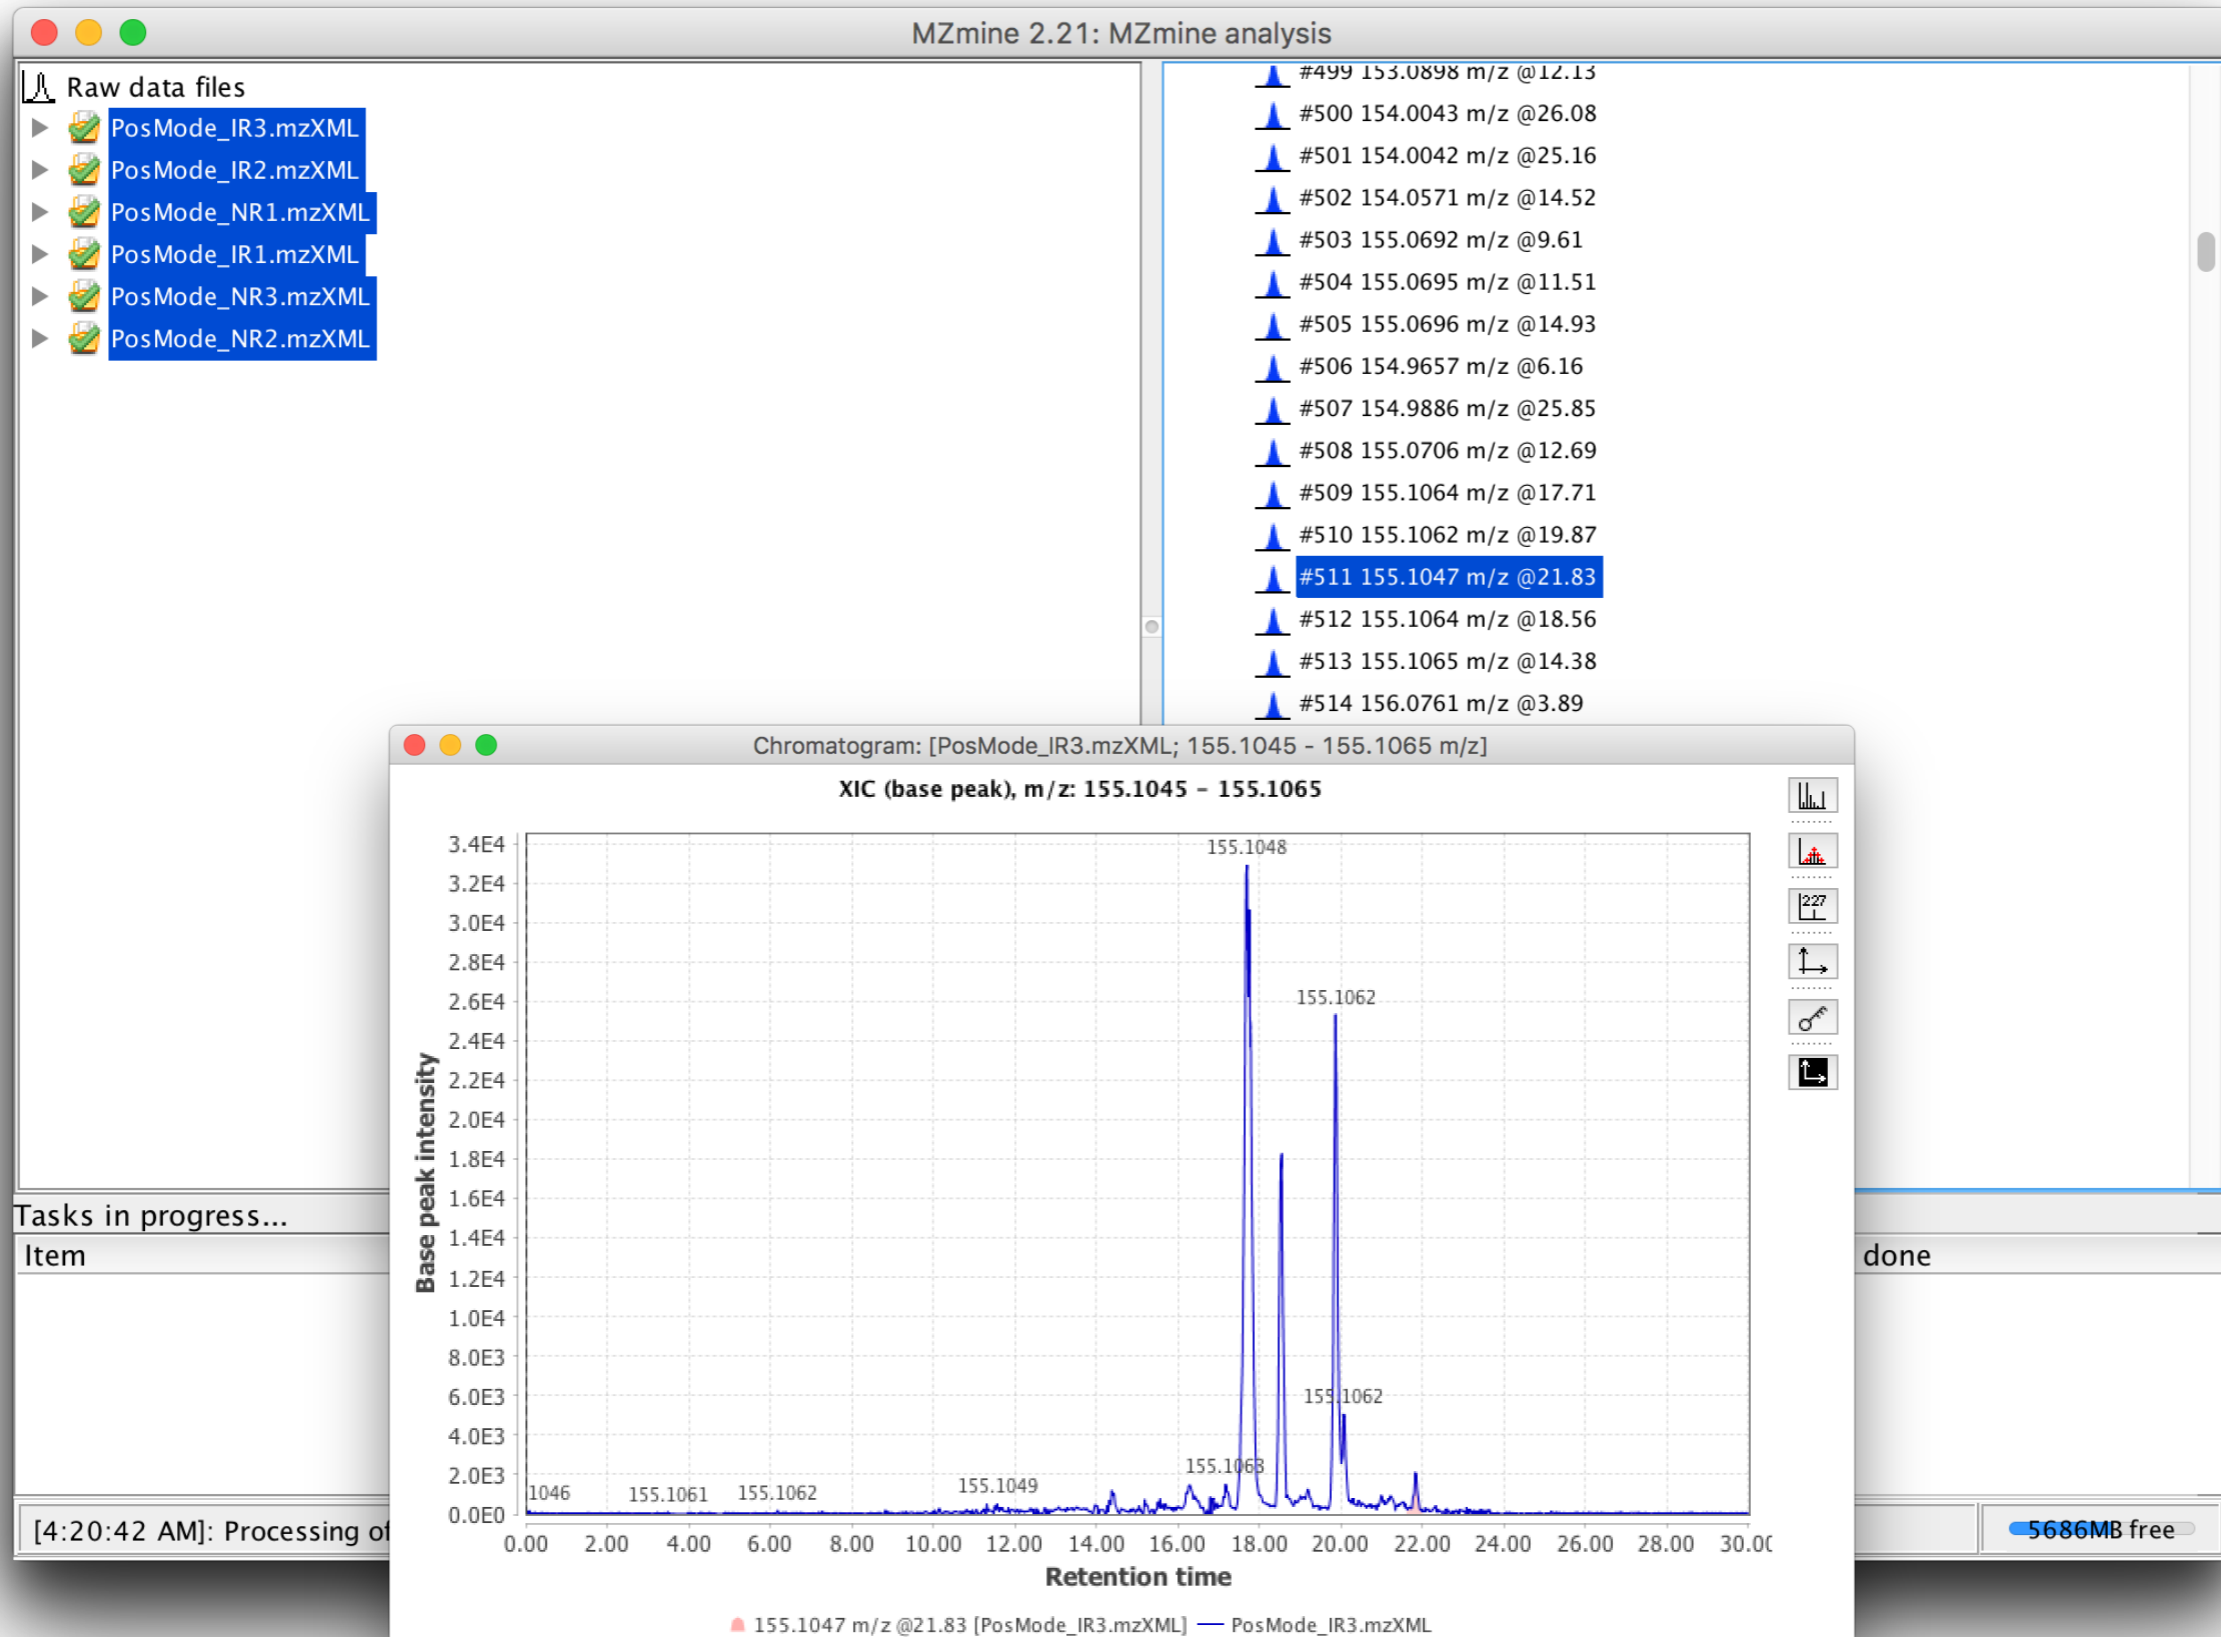 MZmine 2.21: MZmine analysis
Raw data files
PosMode_IR3.mzXML
PosMode_IR2.mzXML
PosMode_NR1.mzXML
PosMode_IR1.mzXML
PosMode_NR3.mzXML
PosMode_NR2.mzXML
#499 153.0898 m/z @12.13
#500 154.0043 m/z @26.08
#501 154.0042 m/z @25.16
#502 154.0571 m/z @14.52
#503 155.0692 m/z @9.61
#504 155.0695 m/z @11.51
#505 155.0696 m/z @14.93
#506 154.9657 m/z @6.16
#507 154.9886 m/z @25.85
#508 155.0706 m/z @12.69
#509 155.1064 m/z @17.71
#510 155.1062 m/z @19.87
#511 155.1047 m/z @21.83
#512 155.1064 m/z @18.56
#513 155.1065 m/z @14.38
#514 156.0761 m/z @3.89
Chromatogram: [PosMode_IR3.mzXML; 155.1045 - 155.1065 m/z]
XIC (base peak), m/z: 155.1045 - 155.1065
227
Base peak intensity
3.4E4
3.2E4
3.0E4
2.8E4
2.6E4
2.4E4
2.2E4
2.0E4
1.8E4
1.6E4
1.4E4
1.2E4
1.0E4
8.0E3
6.0E3
4.0E3
2.0E3
0.0E0
155.1048
155.1062
155.1062
155.1063
1046
155.1061
155.1062
155.1049
0.00 2.00 4.00 6.00 8.00 10.00 12.00 14.00 16.00 18.00 20.00 22.00 24.00 26.00 28.00 30.00
Retention time
155.1047 m/z @21.83 [PosMode_IR3.mzXML] PosMode_IR3.mzXML
Tasks in progress...
Item
done
[4:20:42 AM]: Processing of
5686MB free